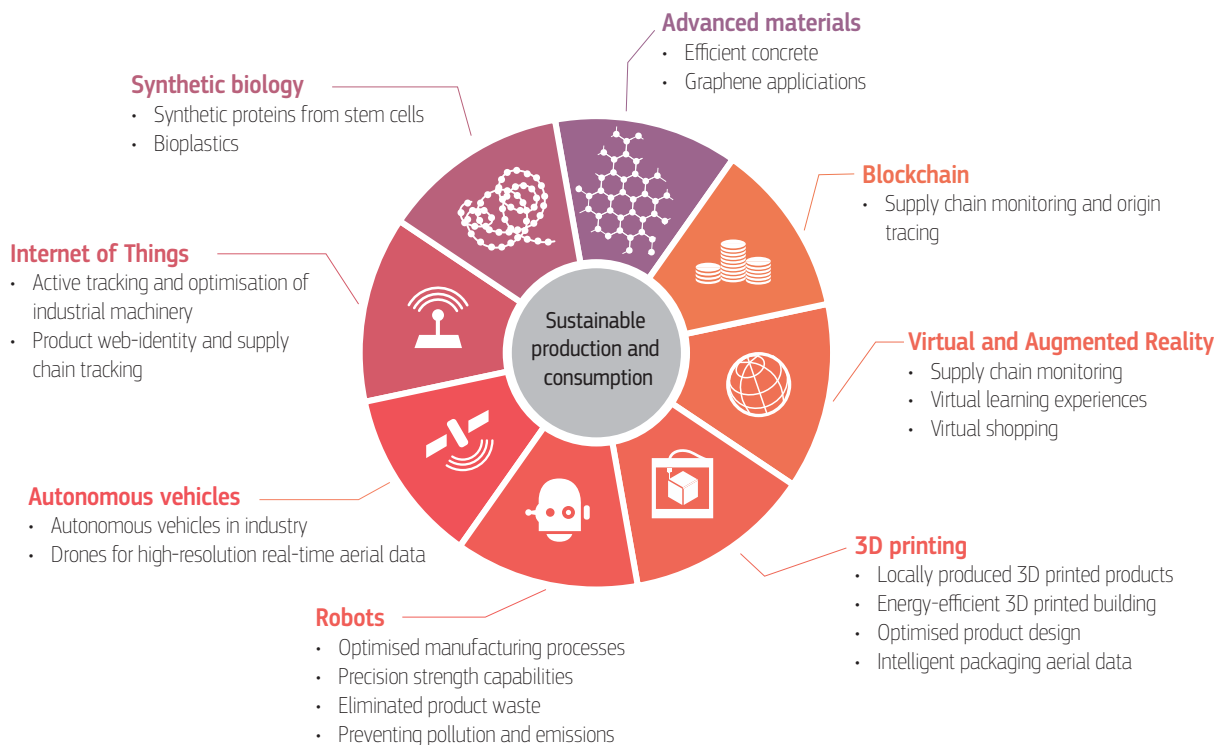 Advanced materials
• Efficient concrete
• Graphene appliciations
Synthetic biology
• Synthetic proteins from stem cells
• Bioplastics
Blockchain
• Supply chain monitoring and origin
tracing
Internet of Things
• Active tracking and optimisation of
industrial machinery
• Product web-identity and supply
chain tracking
Sustainable
production and
consumption
Virtual and Augmented Reality
• Supply chain monitoring
• Virtual learning experiences
• Virtual shopping
Autonomous vehicles
• Autonomous vehicles in industry
• Drones for high-resolution real-time aerial data
3D printing
• Locally produced 3D printed products
• Energy-efficient 3D printed building
• Optimised product design
• Intelligent packaging aerial data
Robots
• Optimised manufacturing processes
• Precision strength capabilities
• Eliminated product waste
• Preventing pollution and emissions